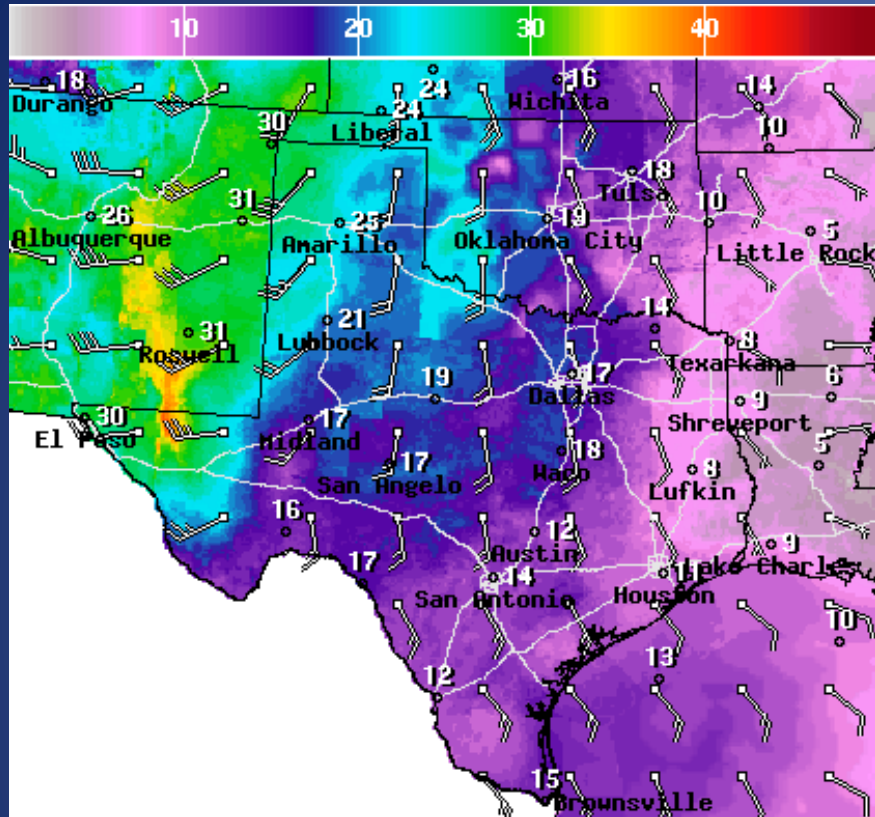 10 20 30 40
18 24 16 14
Durango Liberal Wichita
24
30 10
18
Tulsa
26 31 25 19 10 5
Albuquerque Amarillo Oklahoma City Little Rock
31 21 14 8
Roswell Lubbock Texarkana
19 17 9 6
Dallas Shreveport
30 17 18 5
El Paso Midland Waco
17 8
San Angelo Lufkin
16 12 9
Austin Lake Charles
17 14 11
San Antonio Houston
10
13
12
15
Brownsville